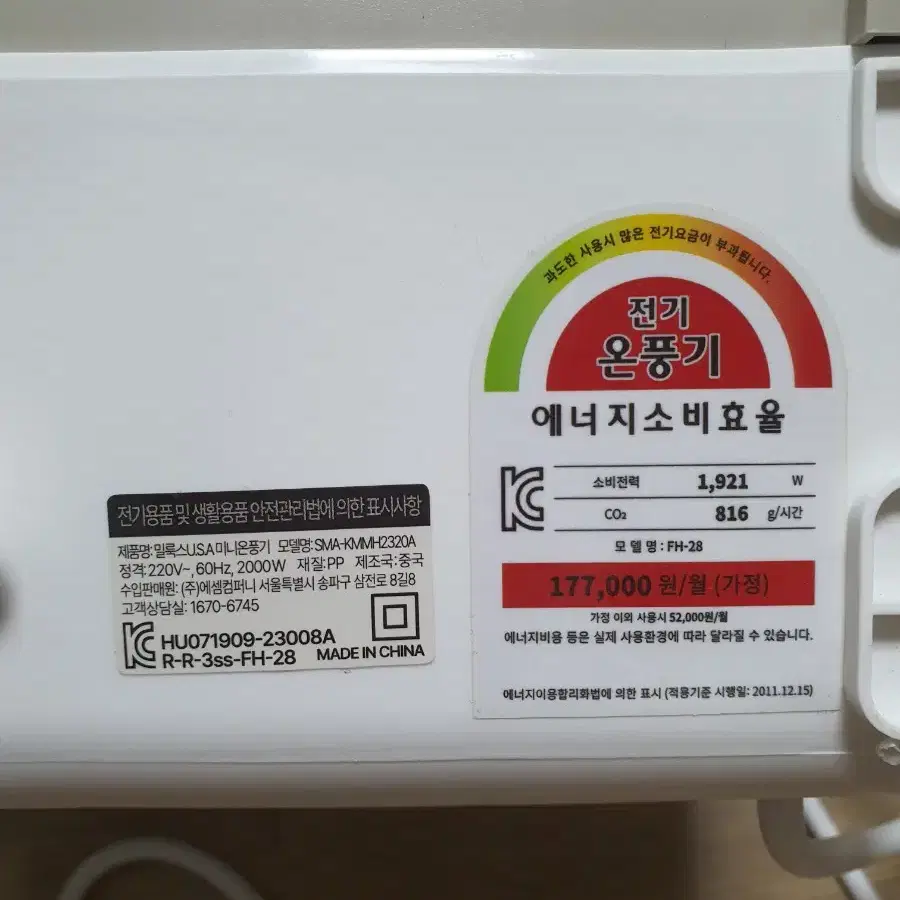 전기용품 및 생활용품 안전관리법에 의한 표시사항
제품명: 밀룩스U.S.A 미니온풍기 모델명: SMA-KMMH2320A
정격: 220V~, 60Hz, 2000W 재질: PP 제조국: 중국
수입판매원: (주)에셈컴퍼니 서울특별시 송파구 삼전로 8길8
고객상담실: 1670-6745
HU071909-23008A
R-R-3ss-FH-28 MADE IN CHINA
과도한 사용시 많은 전기요금이 부과됩니다.
전기
온풍기
에너지소비효율
소비전력 1,921 W
CO₂ 816 g/시간
모델명: FH-28
177,000 원/월 (가정)
가정 이외 사용시 52,000원/월
에너지비용 등은 실제 사용환경에 따라 달라질 수 있습니다.
에너지이용합리화법에 의한 표시 (적용기준 시행일: 2011.12.15)